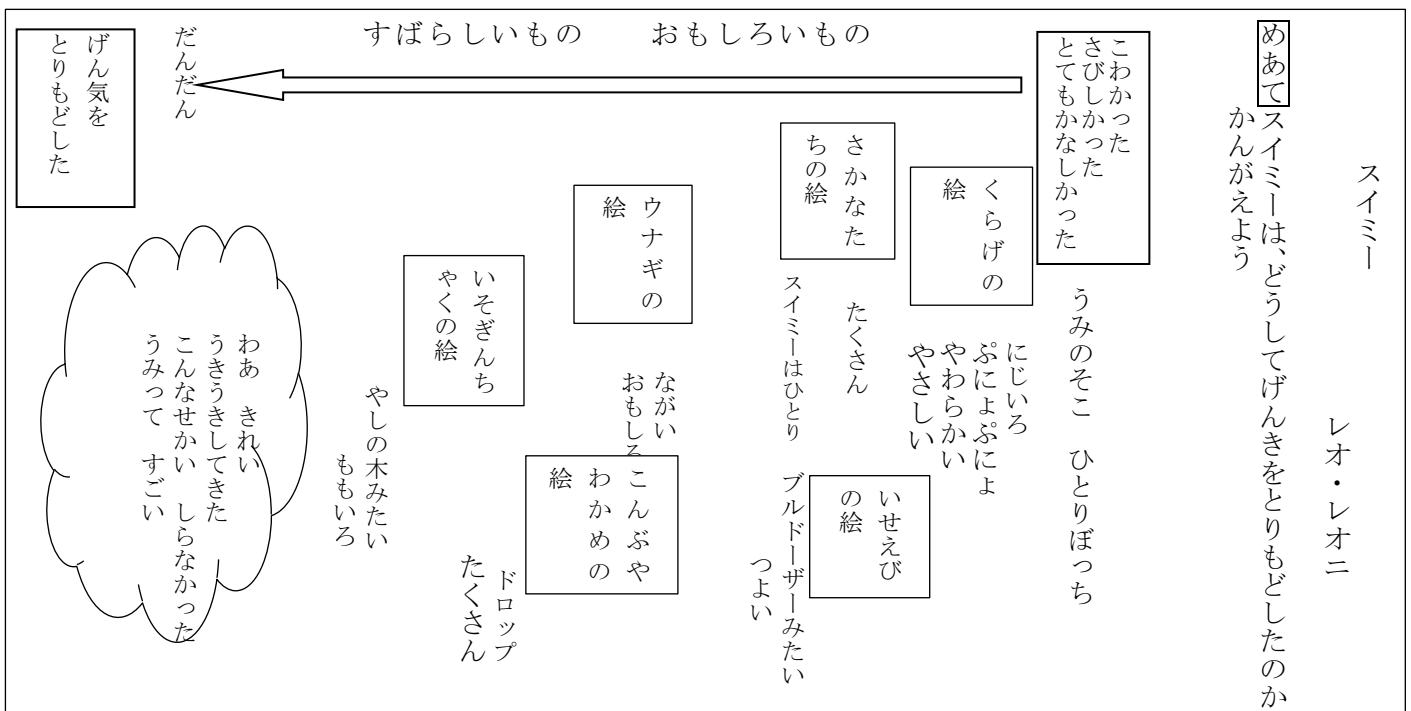 スイミー
レオ・レオニ
めあて
スイミーは、どうしてげんきをとりもどしたのか
かんがえよう
こわかった
さびしかった
とてもかなしかった
うみのそこ　ひとりぼっち
おもしろいもの
すばらしいもの
くらげの
絵
にじいろ
ぷにょぷにょ
やわらかい
やさしい
いせえび
の絵
ブルドーザーみたい
つよい
さかなた
ちの絵
たくさん
スイミーはひとり
こんぶや
わかめの
絵
ドロップ
たくさん
ウナギの
絵
ながい
おもしろ
いそぎんち
ゃくの絵
やしの木みたい
ももいろ
だんだん
わあ　きれい
うきうきしてきた
こんなせかい　しらなかった
うみって　すごい
げん気を
とりもどした